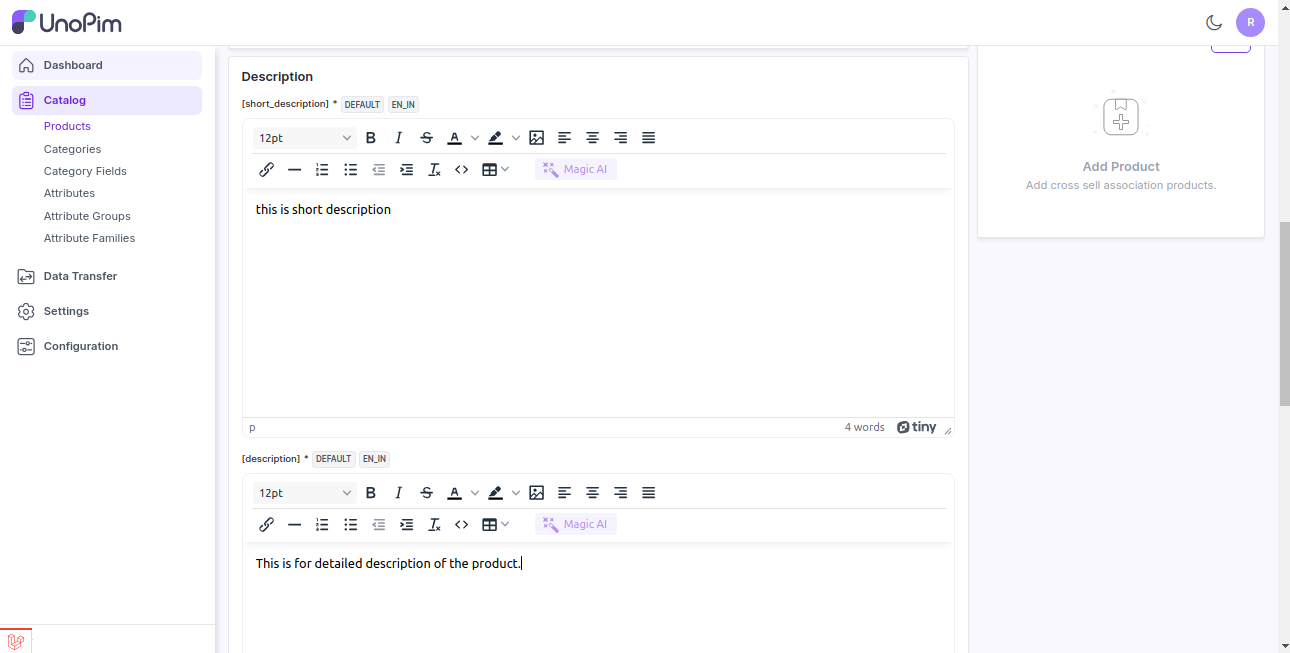 UnoPim
R
Dashboard
Catalog
Products
Categories
Category Fields
Attributes
Attribute Groups
Attribute Families
Data Transfer
Settings
Configuration
Description
[short_description] * DEFAULT EN_IN
12pt B I A
Magic AI
this is short description
p 4 words tiny
[description] * DEFAULT EN_IN
12pt B I A
Magic AI
This is for detailed description of the product.
Add Product
Add cross sell association products.